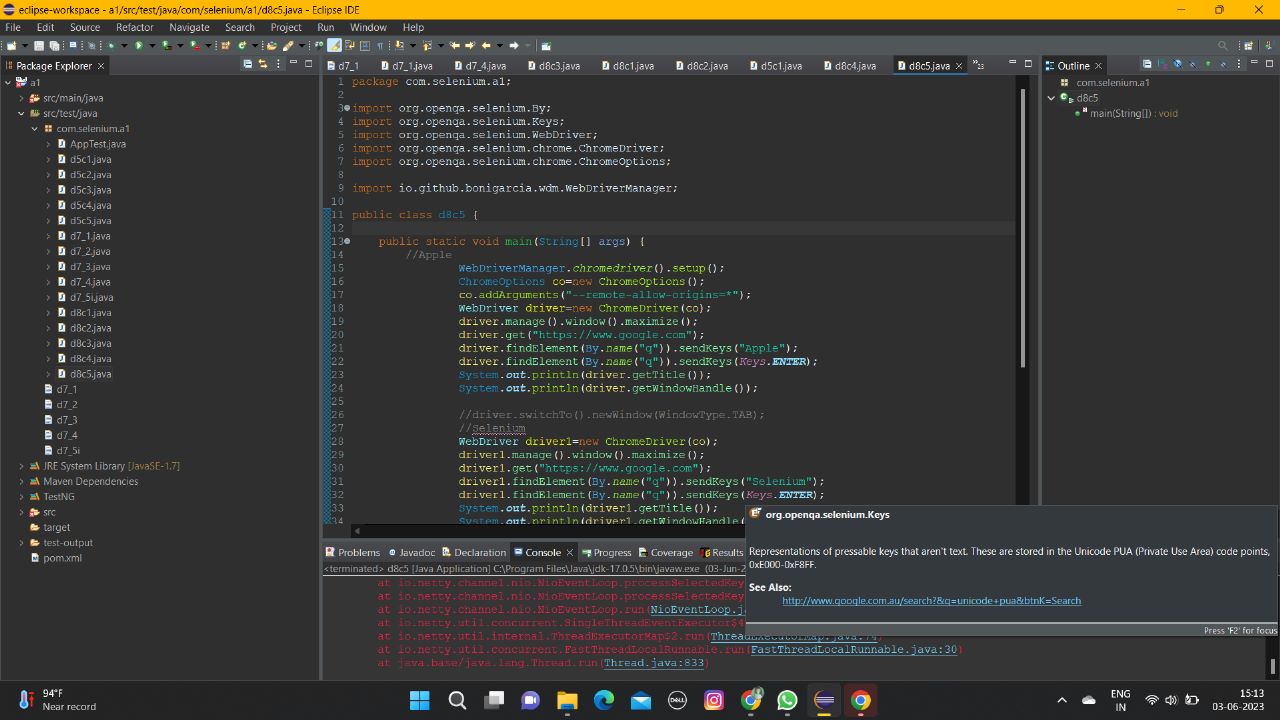 eclipse-workspace - a1/src/test/java/com/selenium/a1/d8c5.java - Eclipse IDE
File Edit Source Refactor Navigate Search Project Run Window Help
Package Explorer
a1
src/main/java
src/test/java
com.selenium.a1
AppTest.java
d5c1.java
d5c2.java
d5c3.java
d5c4.java
d5c5.java
d7_1.java
d7_2.java
d7_3.java
d7_4.java
d7_5i.java
d8c1.java
d8c2.java
d8c3.java
d8c4.java
d8c5.java
d7_1
d7_2
d7_3
d7_4
d7_5i
JRE System Library [JavaSE-1.7]
Maven Dependencies
TestNG
src
target
test-output
pom.xml
d7_1 d7_1.java d7_4.java d8c3.java d8c1.java d8c2.java d5c1.java d8c4.java d8c5.java »23
1 package com.selenium.a1;
2
3 import org.openqa.selenium.By;
4 import org.openqa.selenium.Keys;
5 import org.openqa.selenium.WebDriver;
6 import org.openqa.selenium.chrome.ChromeDriver;
7 import org.openqa.selenium.chrome.ChromeOptions;
8
9 import io.github.bonigarcia.wdm.WebDriverManager;
10
11 public class d8c5 {
12
13 public static void main(String[] args) {
14 //Apple
15 WebDriverManager.chromedriver().setup();
16 ChromeOptions co=new ChromeOptions();
17 co.addArguments("--remote-allow-origins=*");
18 WebDriver driver=new ChromeDriver(co);
19 driver.manage().window().maximize();
20 driver.get("https://www.google.com");
21 driver.findElement(By.name("q")).sendKeys("Apple");
22 driver.findElement(By.name("q")).sendKeys(Keys.ENTER);
23 System.out.println(driver.getTitle());
24 System.out.println(driver.getWindowHandle());
25
26 //driver.switchTo().newWindow(WindowType.TAB);
27 //Selenium
28 WebDriver driver1=new ChromeDriver(co);
29 driver1.manage().window().maximize();
30 driver1.get("https://www.google.com");
31 driver1.findElement(By.name("q")).sendKeys("Selenium");
32 driver1.findElement(By.name("q")).sendKeys(Keys.ENTER);
33 System.out.println(driver1.getTitle());
34 System.out.println(driver1.getWindowHandle(
Outline
com.selenium.a1
d8c5
main(String[]) : void
org.openqa.selenium.Keys
Representations of pressable keys that aren't text. These are stored in the Unicode PUA (Private Use Area) code points,
0xE000-0xF8FF.
See Also:
http://www.google.com.au/search?&q=unicode+pua&btnK=Search
Press 'F2' for focus
Problems Javadoc Declaration Console Progress Coverage Results
<terminated> d8c5 [Java Application] C:\Program Files\Java\jdk-17.0.5\bin\javaw.exe (03-Jun-2
at io.netty.channel.nio.NioEventLoop.processSelectedKey
at io.netty.channel.nio.NioEventLoop.processSelectedKey
at io.netty.channel.nio.NioEventLoop.run(NioEventLoop.j
at io.netty.util.concurrent.SingleThreadEventExecutor$4
at io.netty.util.internal.ThreadExecutorMap$2.run(ThreadExecutorMap.java:74)
at io.netty.util.concurrent.FastThreadLocalRunnable.run(FastThreadLocalRunnable.java:30)
at java.base/java.lang.Thread.run(Thread.java:833)
94°F
Near record
DELL
ENG
IN
15:13
03-06-2023